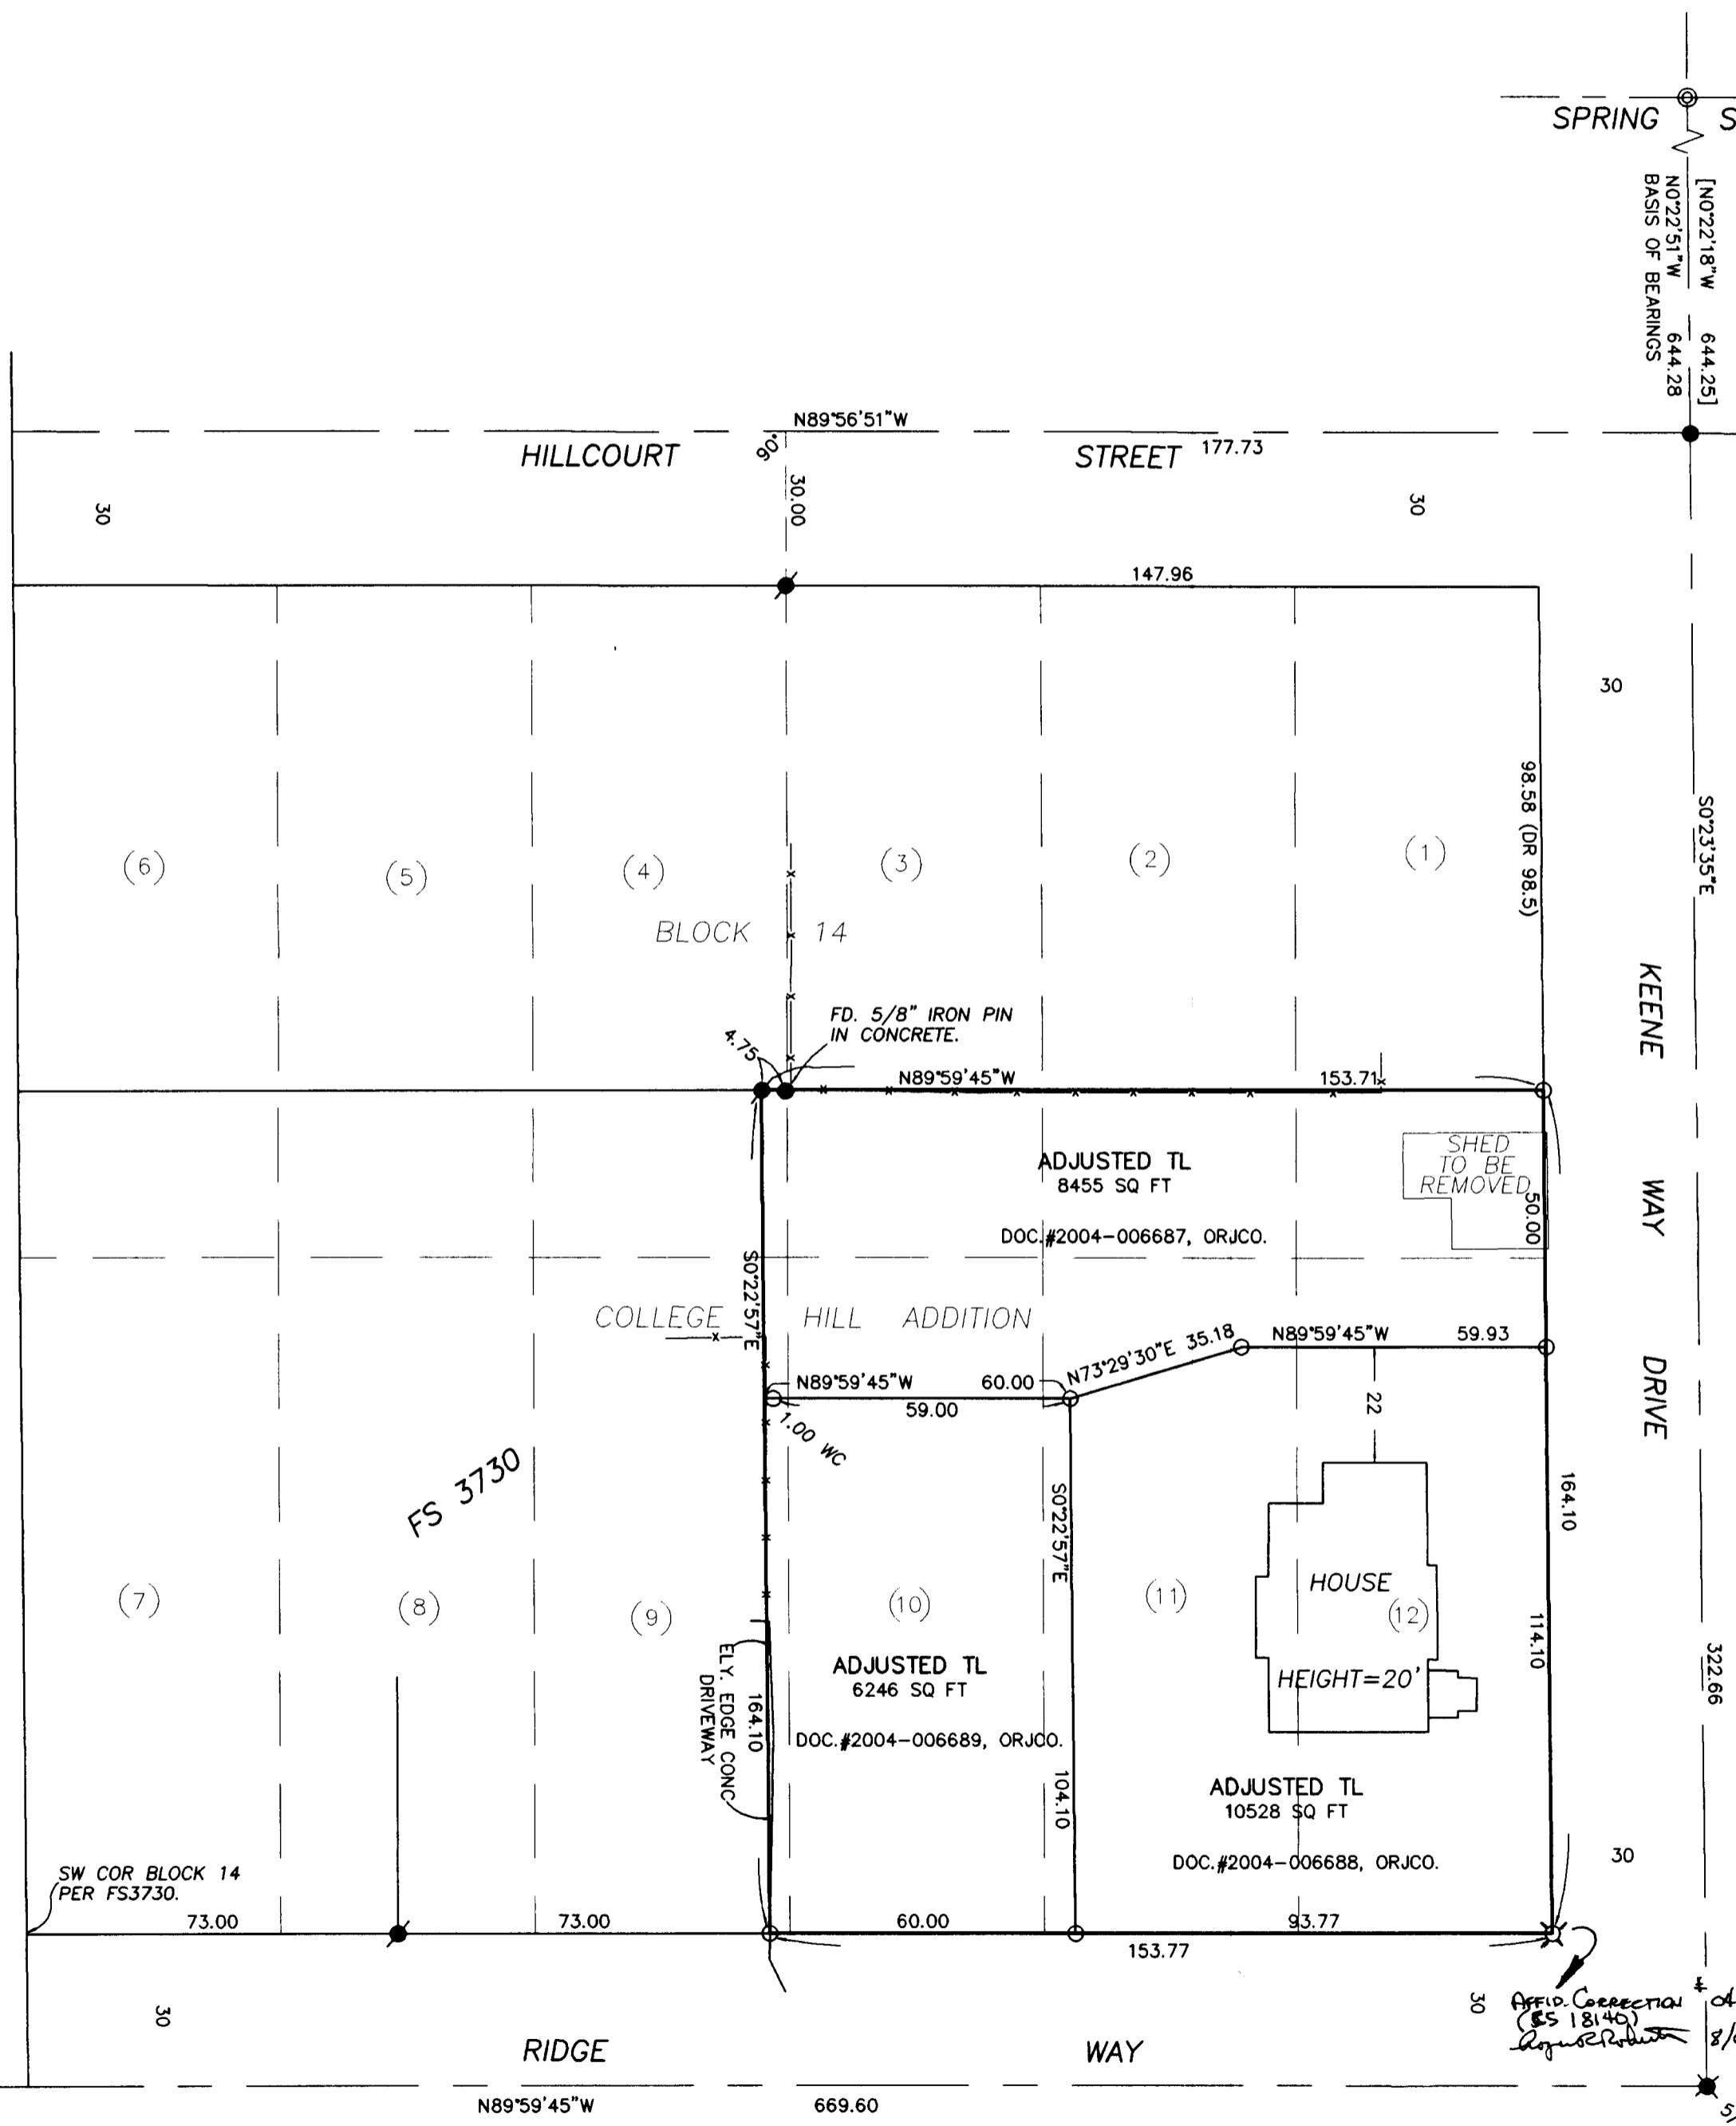 SPRING S
[N0°22'18"W 644.25]
N0°22'51"W 644.28
BASIS OF BEARINGS
N89°56'51"W
HILLCOURT STREET 177.73
90°
30.00
30
30
147.96
30
98.58 (DR 98.5)
S0°23'35"E
(6) (5) (4) (3) (2) (1)
BLOCK 14
KEENE WAY DRIVE
FD. 5/8" IRON PIN
IN CONCRETE.
4.75
N89°59'45"W 153.71
ADJUSTED TL
8455 SQ FT
DOC.#2004-006687, ORJCO.
SHED
TO BE
REMOVED
50.00
S0°22'57"E
COLLEGE HILL ADDITION
N73°29'30"E 35.18
N89°59'45"W 59.93
N89°59'45"W 60.00
59.00
1.00 WC
22
FS 3730
S0°22'57"E
164.10
HOUSE
HEIGHT=20'
114.10
(7) (8) (9) (10) (11) (12)
322.66
ADJUSTED TL
6246 SQ FT
DOC.#2004-006689, ORJCO.
ELY. EDGE CONC
DRIVEWAY
164.10
104.10
ADJUSTED TL
10528 SQ FT
DOC.#2004-006688, ORJCO.
30
SW COR BLOCK 14
PER FS3730.
73.00 73.00 60.00 93.77
153.77
30
30
AFFID. CORRECTION # 04
(FS 18140)
8/
RIDGE WAY
N89°59'45"W 669.60
5/